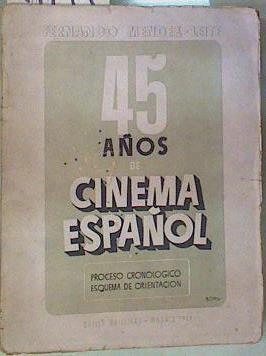 FERNANDO MENDEZ-LEITE
45
AÑOS
DE
CINEMA
ESPAÑOL
PROCESO CRONOLOGICO
ESQUEMA DE ORIENTACION